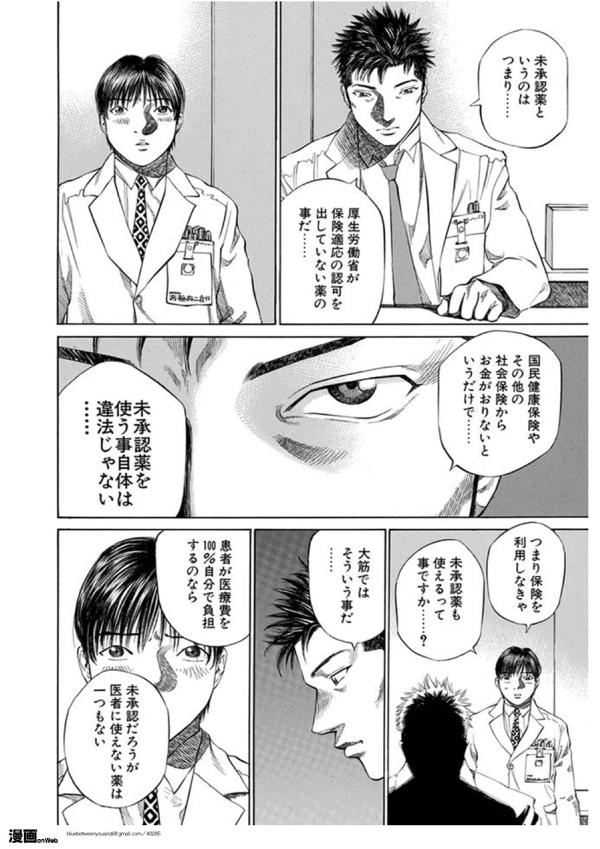 未承認薬と
いうのは
つまり……
厚生労働省が
保険適応の認可を
出していない薬の
事だ……
国民健康保険や
その他の
社会保険から
お金がおりないと
いうだけで……
未承認薬を
使う事自体は
違法じゃない
……
つまり保険を
利用しなきゃ
未承認薬も
使えるって
事ですか……?
大筋では
そういう事だ
……
患者が医療費を
100%自分で負担
するのなら
未承認だろうが
医者に使えない薬は
一つもない
漫画onWeb
bluebetweenyouandi@gmail.com/40285